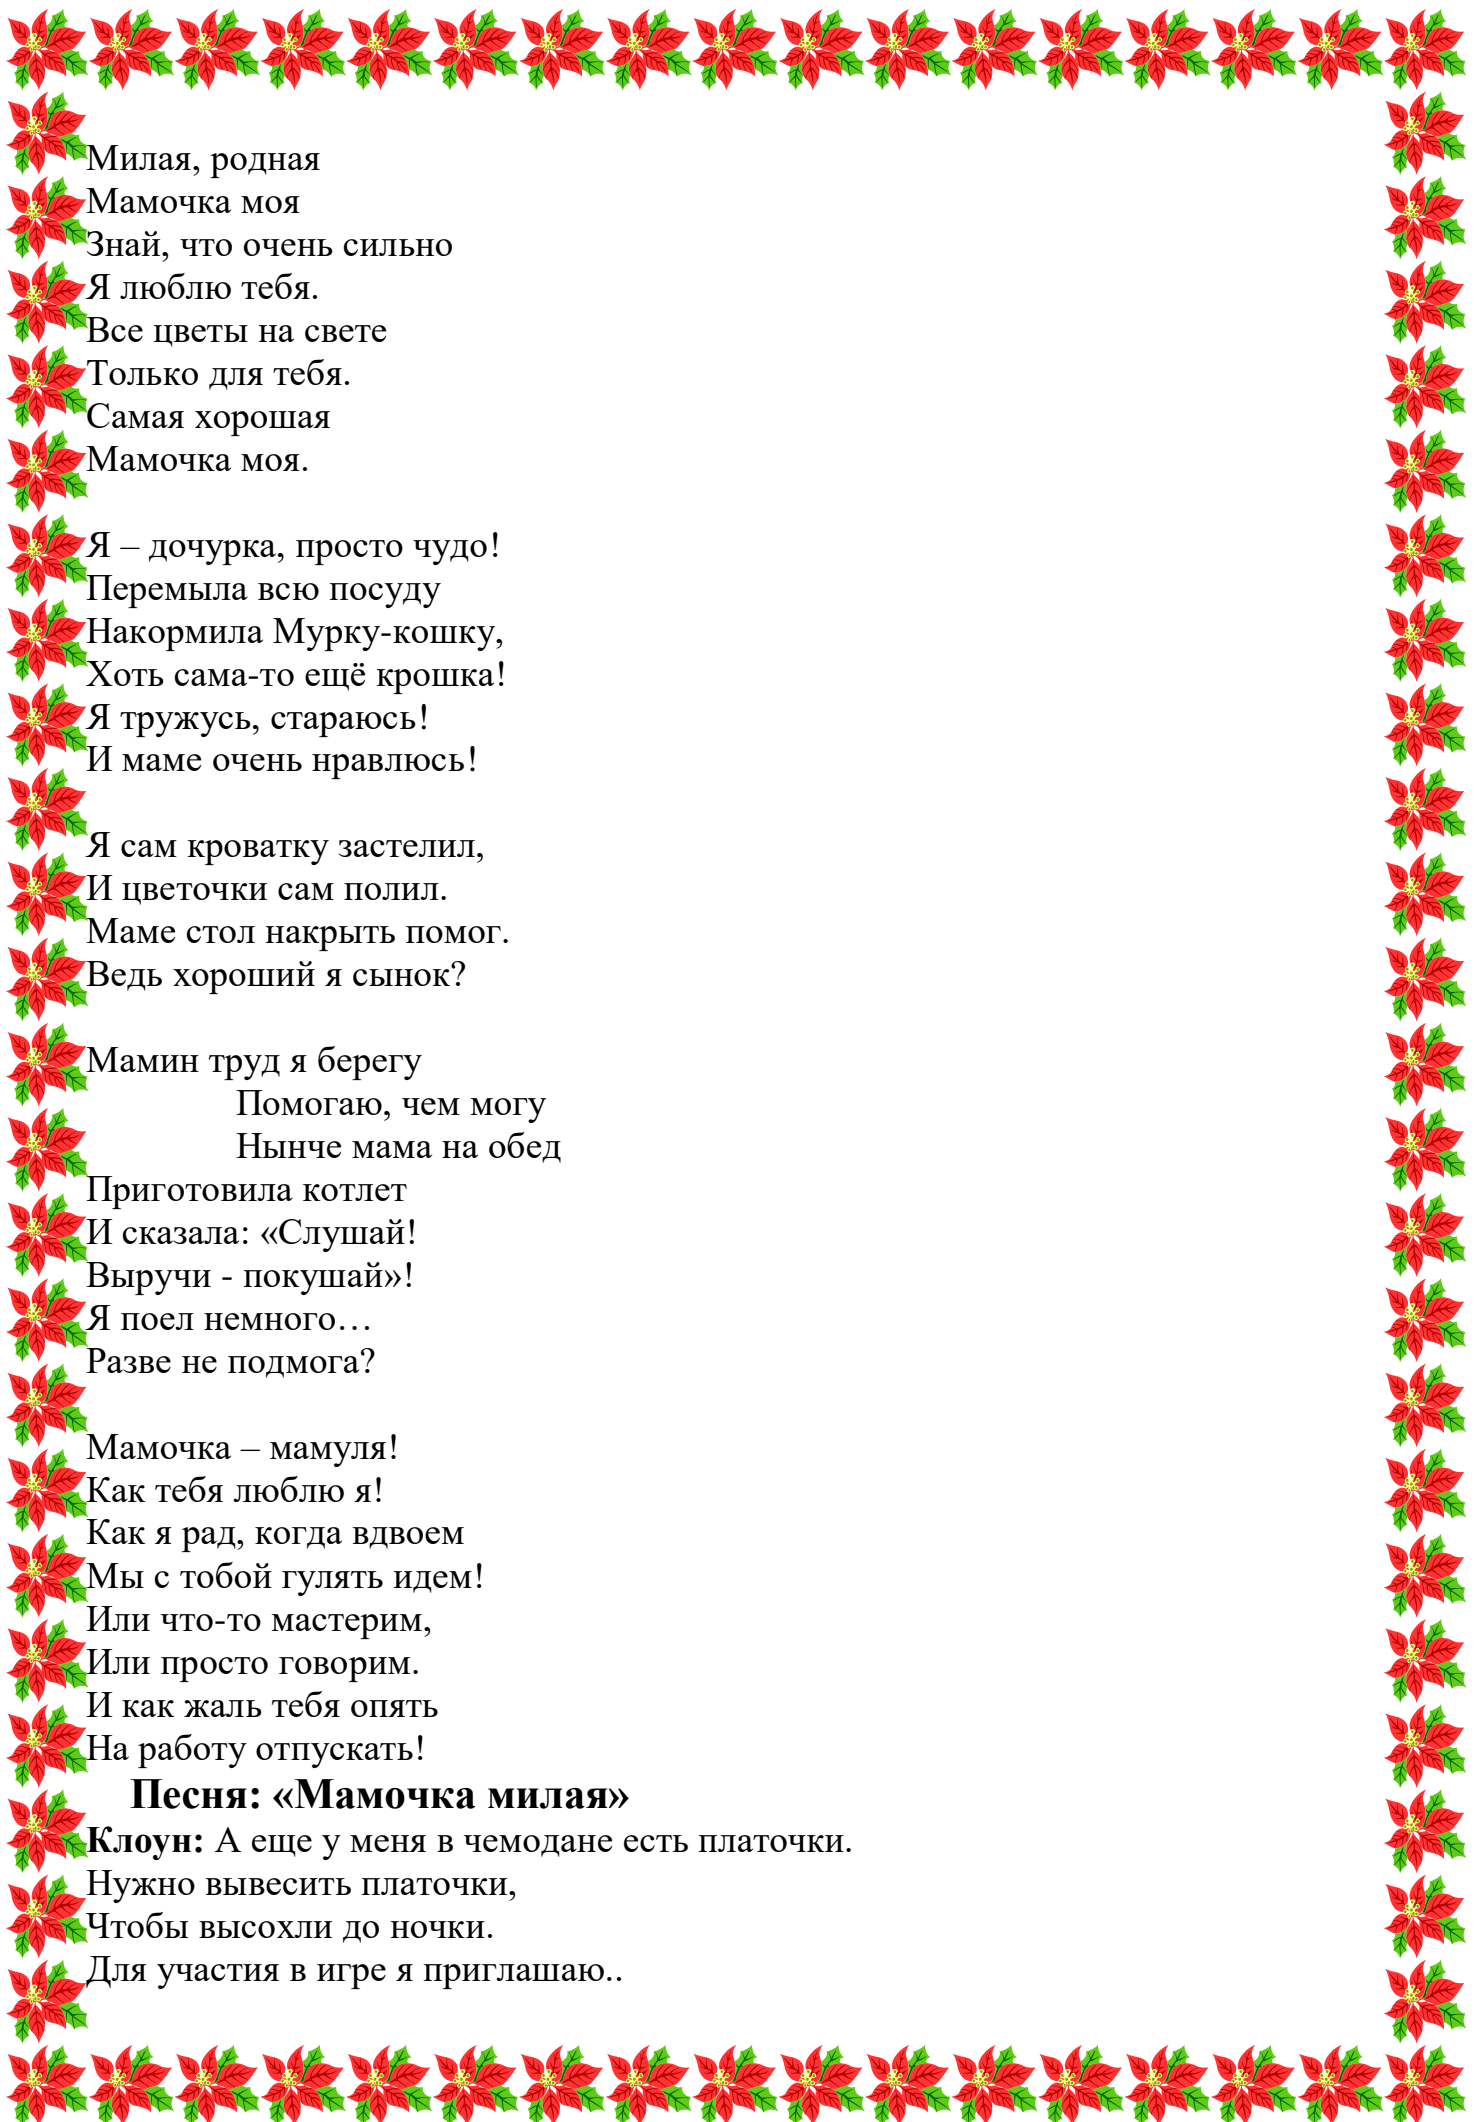 Милая, родная
Мамочка моя
Знай, что очень сильно
Я люблю тебя.
Все цветы на свете
Только для тебя.
Самая хорошая
Мамочка моя.
Я – дочурка, просто чудо!
Перемыла всю посуду
Накормила Мурку-кошку,
Хоть сама-то ещё крошка!
Я тружусь, стараюсь!
И маме очень нравлюсь!
Я сам кроватку застелил,
И цветочки сам полил.
Маме стол накрыть помог.
Ведь хороший я сынок?
Мамин труд я берегу
Помогаю, чем могу
Нынче мама на обед
Приготовила котлет
И сказала: «Слушай!
Выручи - покушай»!
Я поел немного…
Разве не подмога?
Мамочка – мамуля!
Как тебя люблю я!
Как я рад, когда вдвоем
Мы с тобой гулять идем!
Или что-то мастерим,
Или просто говорим.
И как жаль тебя опять
На работу отпускать!
Песня: «Мамочка милая»
Клоун: А еще у меня в чемодане есть платочки.
Нужно вывесить платочки,
Чтобы высохли до ночки.
Для участия в игре я приглашаю..